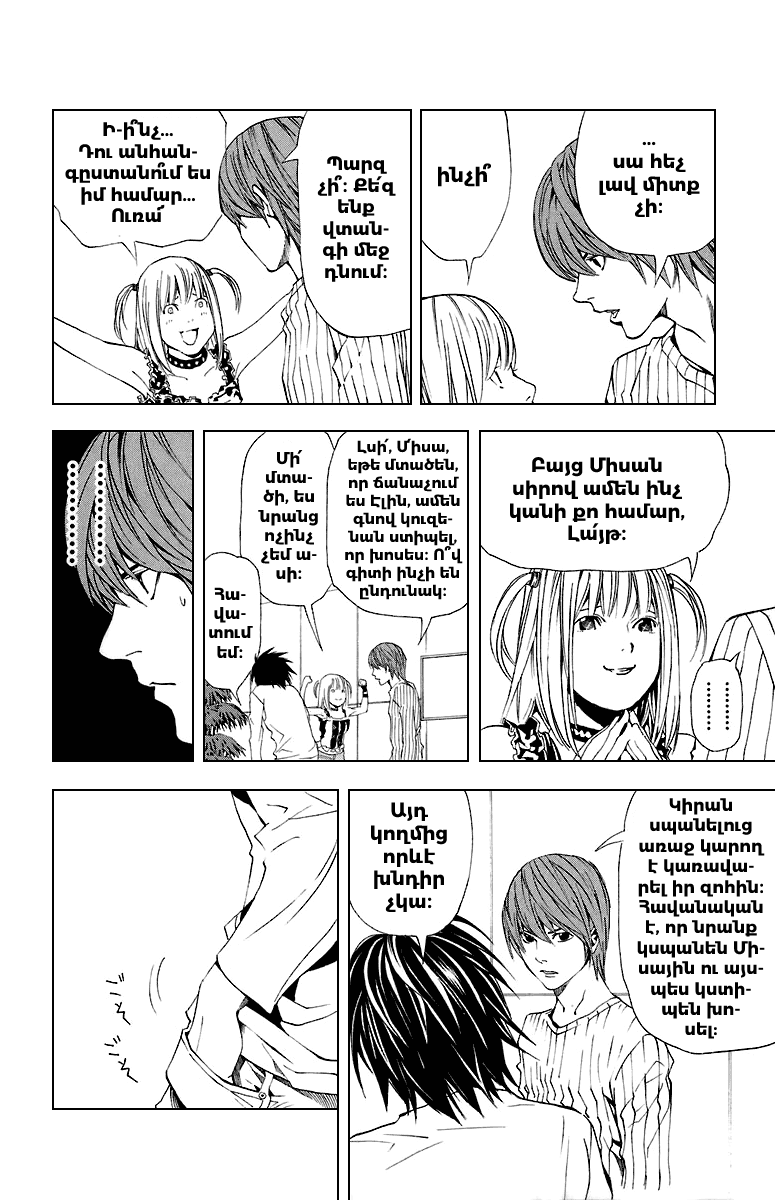 ...
սա հեչ
լավ միտք
չի:
ինչի՞
Պարզ
չի՞: Քե՛զ
ենք
վտան-
գի մեջ
դնում:
Ի-ի՞նչ...
Դու անհան-
գըստանո՞ւմ ես
իմ համար...
Ուռա՜
Բայց Միսան
սիրով ամեն ինչ
կանի քո համար,
Լա՛յթ:
Լսի՛, Միսա,
եթե մտածեն,
որ ճանաչում
ես Էլին, ամեն
գնով կուզե-
նան ստիպել,
որ խոսես: Ո՞վ
գիտի ինչի են
ընդունակ:
Մի՛
մտա-
ծի, ես
նրանց
ոչինչ
չեմ ա-
սի:
Հա-
վա-
տում
եմ:
Կիրան
սպանելուց
առաջ կարող
է կառավա-
րել իր զոհին:
Հավանական
է, որ նրանք
կսպանեն Մի-
սային ու այս-
պես կստի-
պեն խո-
սել:
Այդ
կողմից
որևէ
խնդիր
չկա: